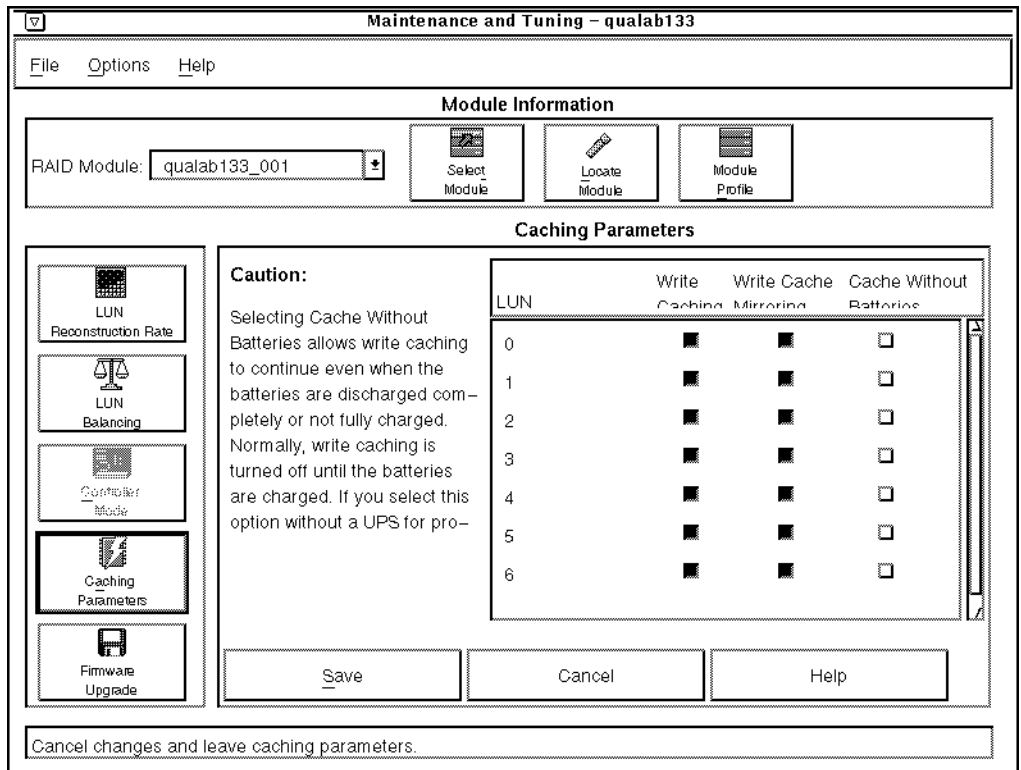 Maintenance and Tuning – qualab133
File Options Help
Module Information
RAID Module: qualab133_001
Select
Module
Locate
Module
Module
Profile
Caching Parameters
LUN
Reconstruction Rate
LUN
Balancing
Controller
Mode
Caching
Parameters
Firmware
Upgrade
Caution:
Selecting Cache Without
Batteries allows write caching
to continue even when the
batteries are discharged com–
pletely or not fully charged.
Normally, write caching is
turned off until the batteries
are charged. If you select this
option without a UPS for pro–
LUN
Write
Caching
Write Cache
Mirroring
Cache Without
Batteries
0
1
2
3
4
5
6
Save Cancel Help
Cancel changes and leave caching parameters.